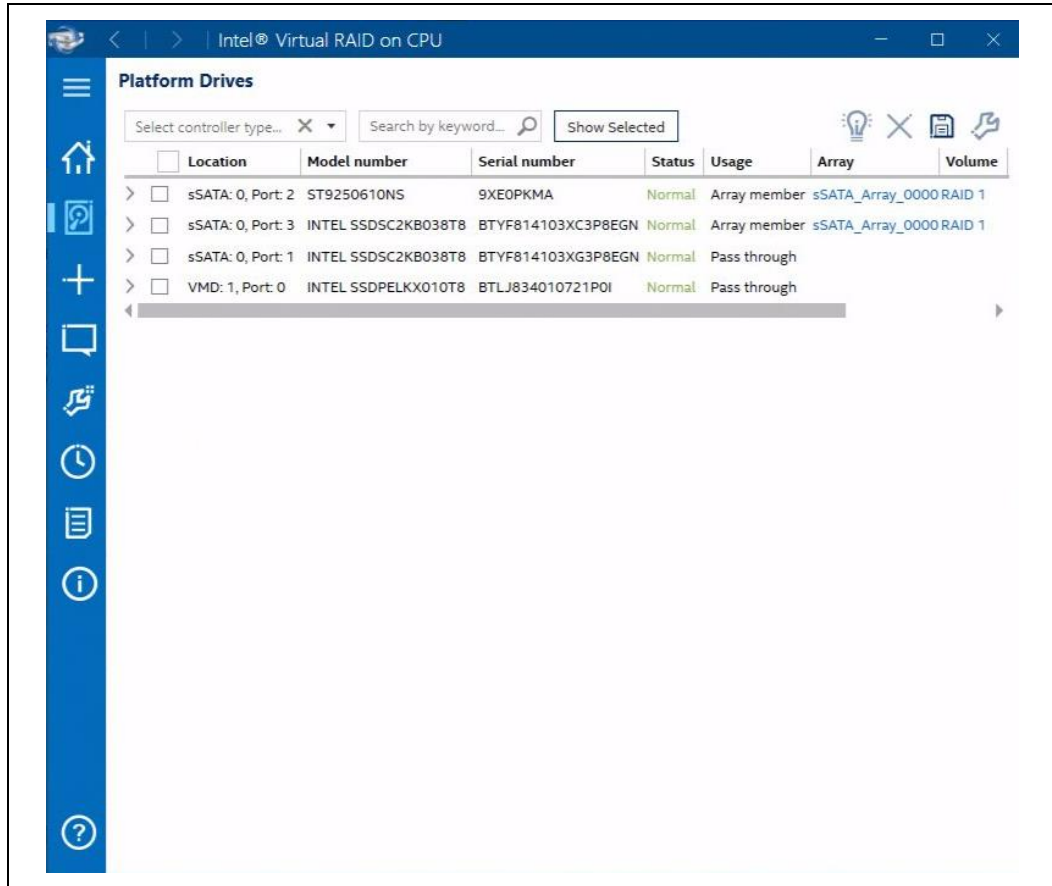 Intel® Virtual RAID on CPU
Platform Drives
Select controller type... Search by keyword... Show Selected
Location Model number Serial number Status Usage Array Volume
sSATA: 0, Port: 2 ST9250610NS 9XE0PKMA Normal Array member sSATA_Array_0000 RAID 1
sSATA: 0, Port: 3 INTEL SSDSC2KB038T8 BTYF814103XC3P8EGN Normal Array member sSATA_Array_0000 RAID 1
sSATA: 0, Port: 1 INTEL SSDSC2KB038T8 BTYF814103XG3P8EGN Normal Pass through
VMD: 1, Port: 0 INTEL SSDPELKX010T8 BTLJ834010721P0I Normal Pass through